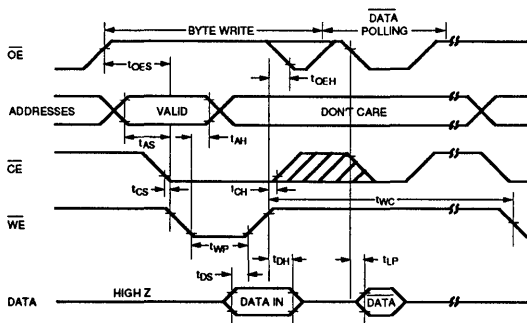 BYTE WRITE
DATA
POLLING
OE
tOES
tOEH
ADDRESSES
VALID
DON'T CARE
tAS
tAH
CE
tCS
tCH
tWC
WE
tWP
tDH
tLP
tDS
DATA
HIGH Z
DATA IN
DATA